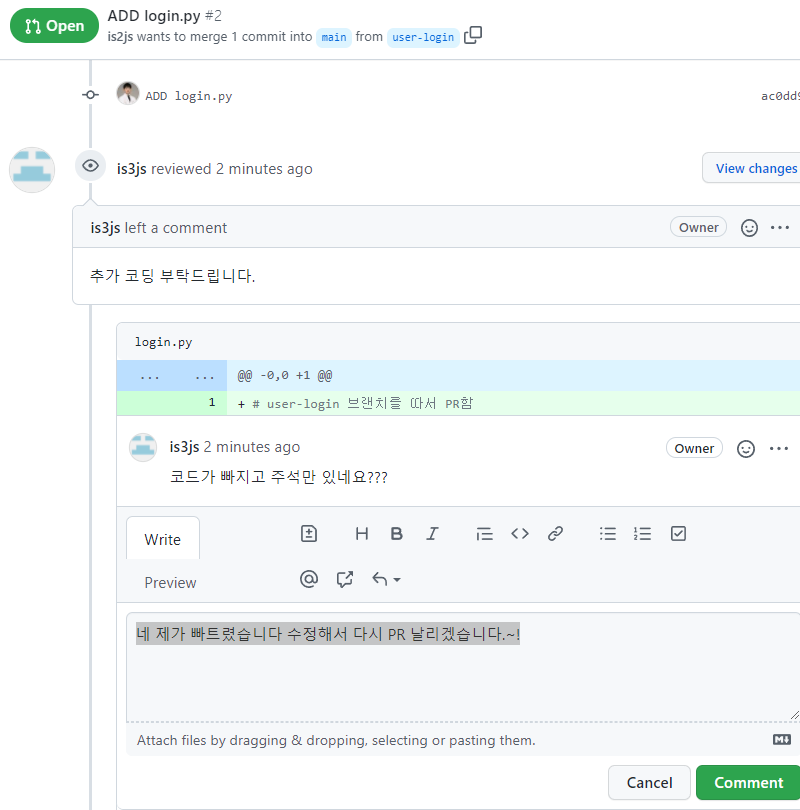 Open
ADD login.py #2
is2js wants to merge 1 commit into main from user-login
ADD login.py
ac0dd9
is3js reviewed 2 minutes ago
View changes
is3js left a comment
Owner
추가 코딩 부탁드립니다.
login.py
... ... @@ -0,0 +1 @@
1 + # user-login 브랜치를 따서 PR함
is3js 2 minutes ago
Owner
코드가 빠지고 주석만 있네요???
Write
H B I
Preview
네 제가 빠트렸습니다 수정해서 다시 PR 날리겠습니다.~!
Attach files by dragging & dropping, selecting or pasting them.
Cancel
Comment